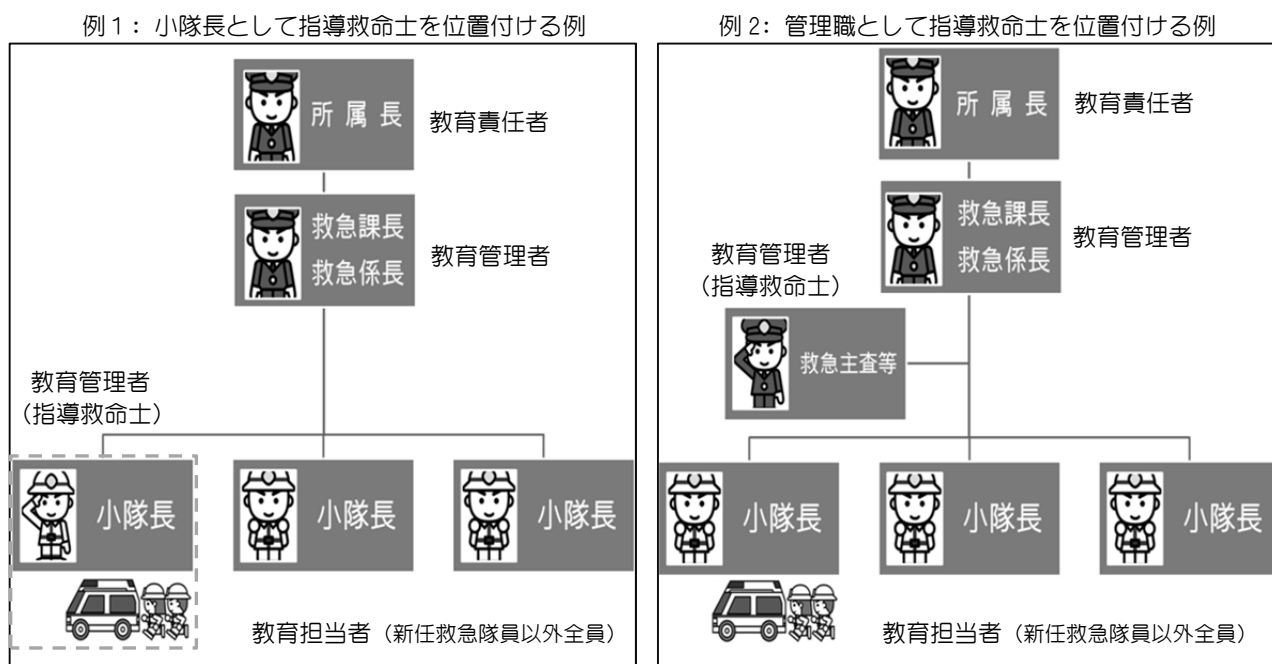 例1：小隊長として指導救命士を位置付ける例
所属長
教育責任者
救急課長
救急係長
教育管理者
教育管理者
（指導救命士）
小隊長
小隊長
小隊長
教育担当者（新任救急隊員以外全員）
例2：管理職として指導救命士を位置付ける例
所属長
教育責任者
救急課長
救急係長
教育管理者
教育管理者
（指導救命士）
救急主査等
小隊長
小隊長
小隊長
教育担当者（新任救急隊員以外全員）